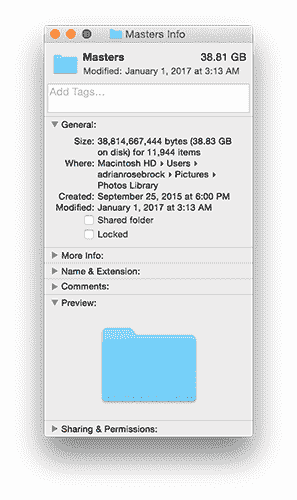 Masters Info
Masters 38.81 GB
Modified: January 1, 2017 at 3:13 AM
Add Tags…
General:
Size: 38,814,667,444 bytes (38.83 GB
on disk) for 11,944 items
Where: Macintosh HD ▸ Users ▸
adrianrosebrock ▸ Pictures ▸
Photos Library
Created: September 25, 2015 at 6:00 PM
Modified: January 1, 2017 at 3:13 AM
Shared folder
Locked
More Info:
Name & Extension:
Comments:
Preview:
Sharing & Permissions: